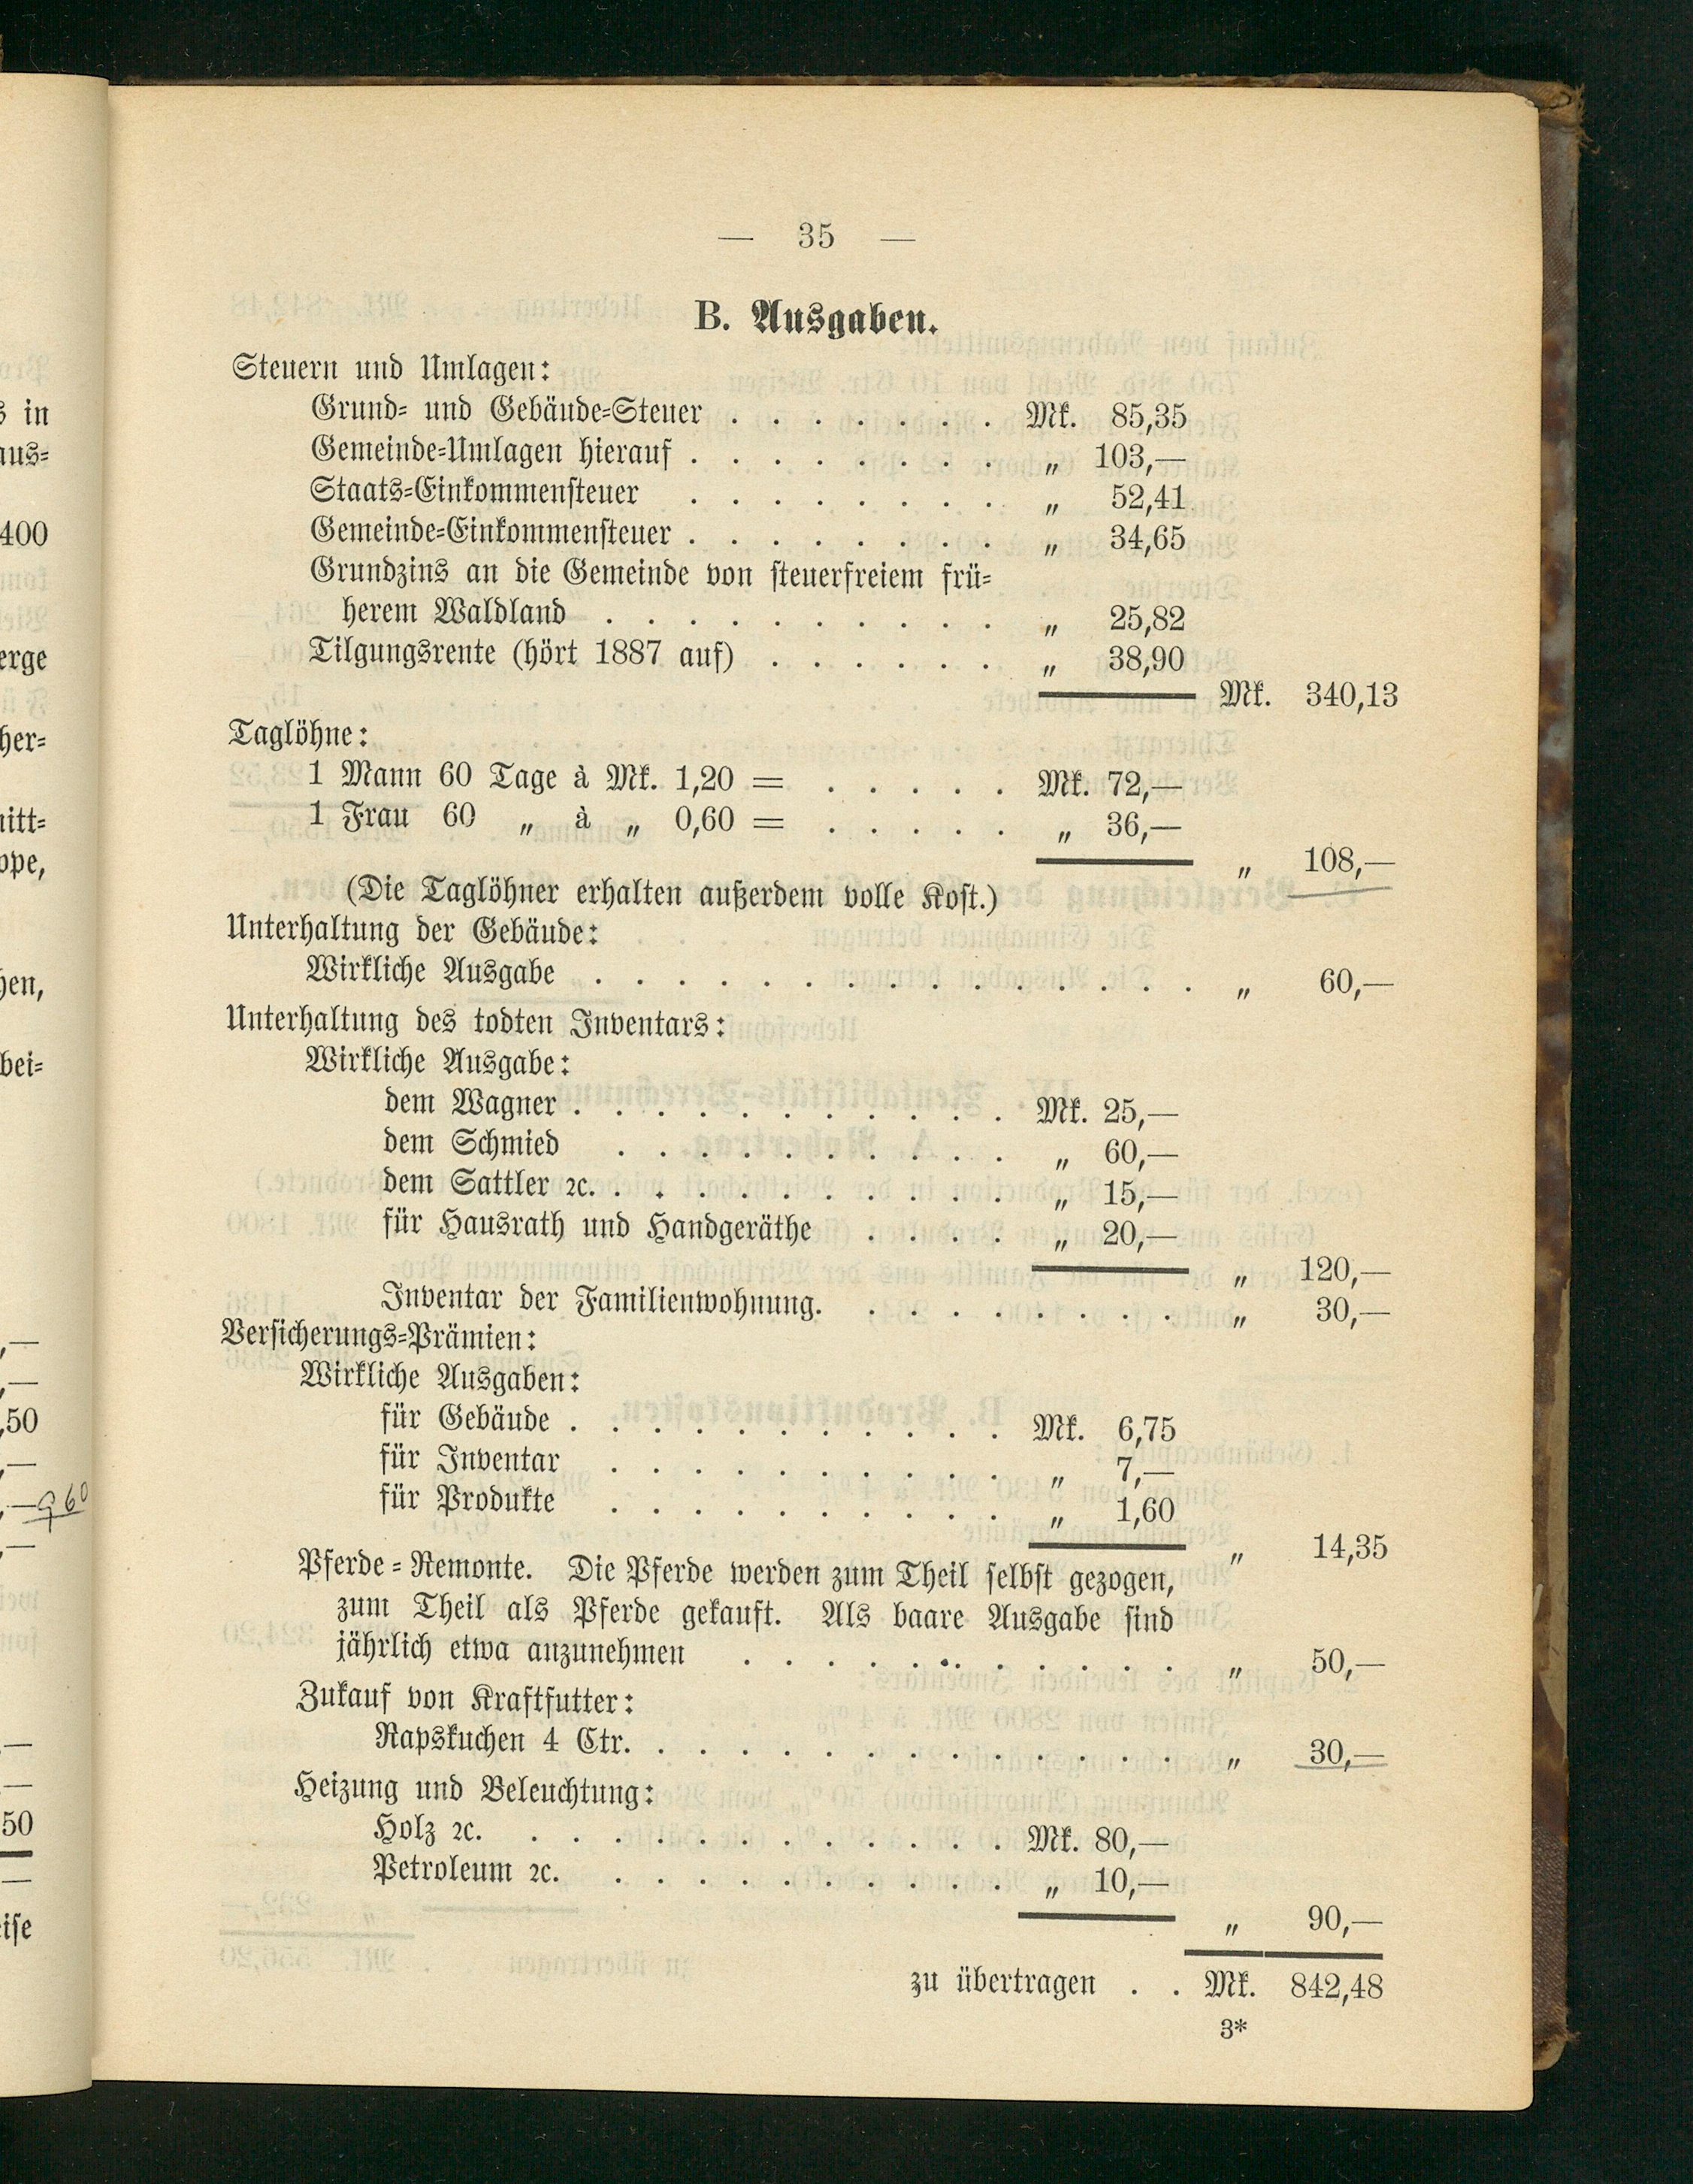 — 35 —
B. Ausgaben.
Steuern und Umlagen:
Grund- und Gebäude-Steuer . . . . . . . Mk. 85,35
Gemeinde-Umlagen hierauf . . . . . . . . „ 103,—
Staats-Einkommensteuer . . . . . . . . „ 52,41
Gemeinde-Einkommensteuer . . . . . . . . „ 34,65
Grundzins an die Gemeinde von steuerfreiem frü-
herem Waldland . . . . . . . . . . „ 25,82
Tilgungsrente (hört 1887 auf) . . . . . . „ 38,90
Mk. 340,13
Taglöhne:
1 Mann 60 Tage à Mk. 1,20 = . . . . . Mk. 72,—
1 Frau 60 „ à „ 0,60 = . . . . . „ 36,—
„ 108,—
(Die Taglöhner erhalten außerdem volle Kost.)
Unterhaltung der Gebäude:
Wirkliche Ausgabe . . . . . . . . . . . . . . . „ 60,—
Unterhaltung des todten Inventars:
Wirkliche Ausgabe:
dem Wagner . . . . . . . . . . . Mk. 25,—
dem Schmied . . . . . . . . . . „ 60,—
dem Sattler ꝛc. . . . . . . . . . . „ 15,—
für Hausrath und Handgeräthe . . . . „ 20,—
„ 120,—
Inventar der Familienwohnung. . . . . . . . . „ 30,—
Versicherungs-Prämien:
Wirkliche Ausgaben:
für Gebäude . . . . . . . . . . . Mk. 6,75
für Inventar . . . . . . . . . . „ 7,—
für Produkte . . . . . . . . . . „ 1,60
„ 14,35
Pferde-Remonte. Die Pferde werden zum Theil selbst gezogen,
zum Theil als Pferde gekauft. Als baare Ausgabe sind
jährlich etwa anzunehmen . . . . . . . . . . . „ 50,—
Zukauf von Kraftfutter:
Rapskuchen 4 Ctr. . . . . . . . . . . . . . „ 30,—
Heizung und Beleuchtung:
Holz ꝛc. . . . . . . . . . . . . Mk. 80,—
Petroleum ꝛc. . . . . . . . . . . „ 10,—
„ 90,—
zu übertragen . . Mk. 842,48
3*